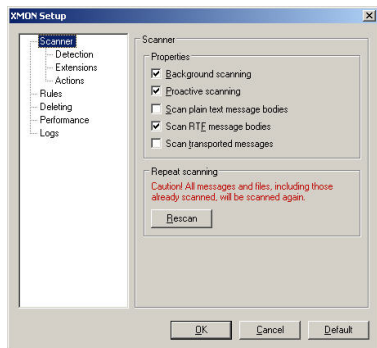 XMON Setup
Scanner
Detection
Extensions
Actions
Rules
Deleting
Performance
Logs
Scanner
Properties
Background scanning
Proactive scanning
Scan plain text message bodies
Scan RTF message bodies
Scan transported messages
Repeat scanning
Caution! All messages and files, including those
already scanned, will be scanned again.
Rescan
OK
Cancel
Default